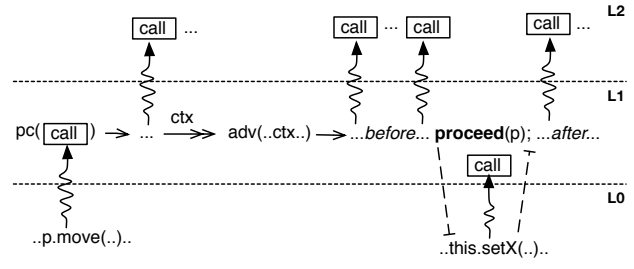 L2
call ... call call call ...
L1
ctx
pc( call ) ... adv(..ctx..) ...before... proceed(p); ...after...
call
L0
..p.move(..).. ..this.setX(..)..